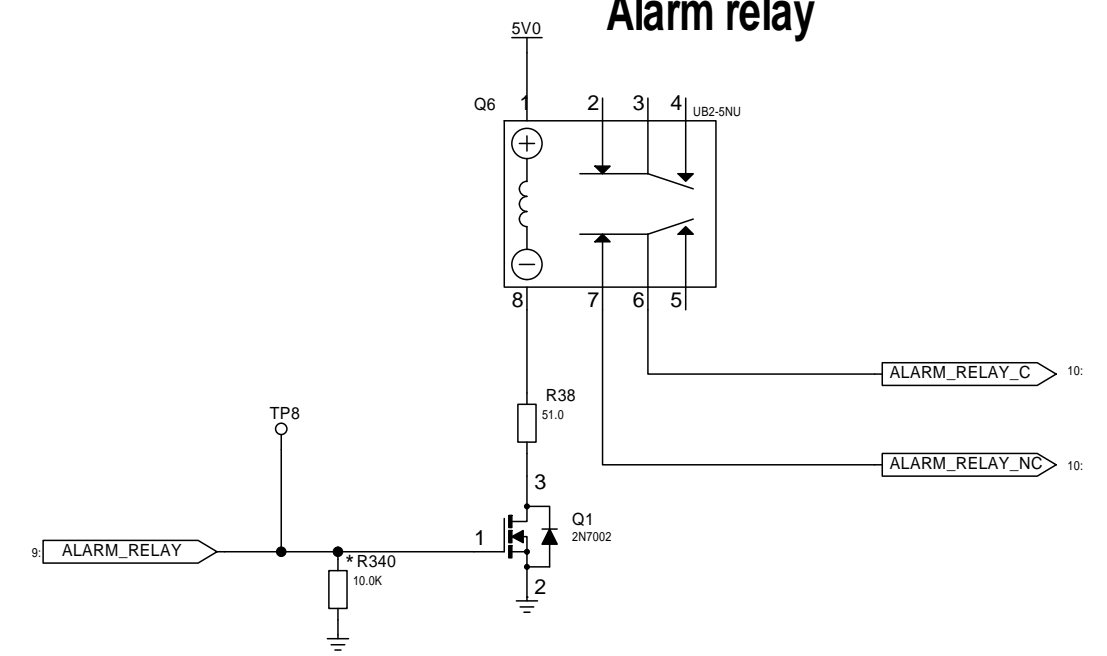 Alarm relay
5V0
Q6
1
2
3
4
UB2-5NU
8
7
6
5
ALARM_RELAY_C
10:
R38
51.0
TP8
ALARM_RELAY_NC
10:
3
Q1
2N7002
1
9:
ALARM_RELAY
*R340
10.0K
2